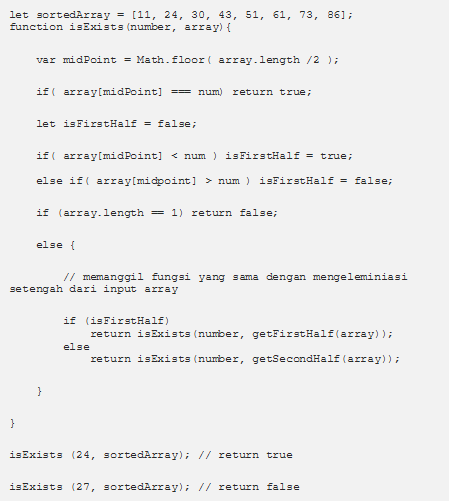 let sortedArray = [11, 24, 30, 43, 51, 61, 73, 86];
function isExists(number, array){
var midPoint = Math.floor( array.length /2 );
if( array[midPoint] === num) return true;
let isFirstHalf = false;
if( array[midPoint] < num ) isFirstHalf = true;
else if( array[midpoint] > num ) isFirstHalf = false;
if (array.length == 1) return false;
else {
// memanggil fungsi yang sama dengan mengeleminiasi
setengah dari input array
if (isFirstHalf)
return isExists(number, getFirstHalf(array));
else
return isExists(number, getSecondHalf(array));
}
}
isExists (24, sortedArray); // return true
isExists (27, sortedArray); // return false